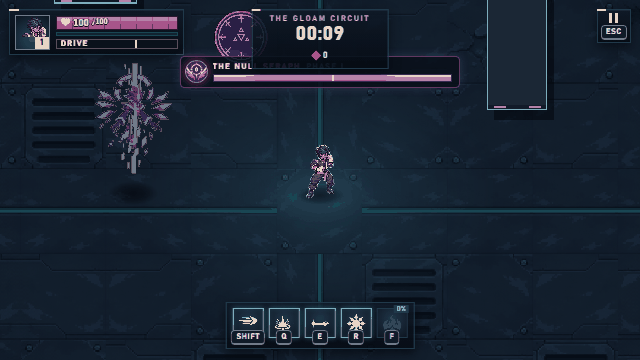 100 /100
1
DRIVE
THE GLOAM CIRCUIT
00:09
0
THE NUL
ESC
0%
SHIFT
Q
E
R
F